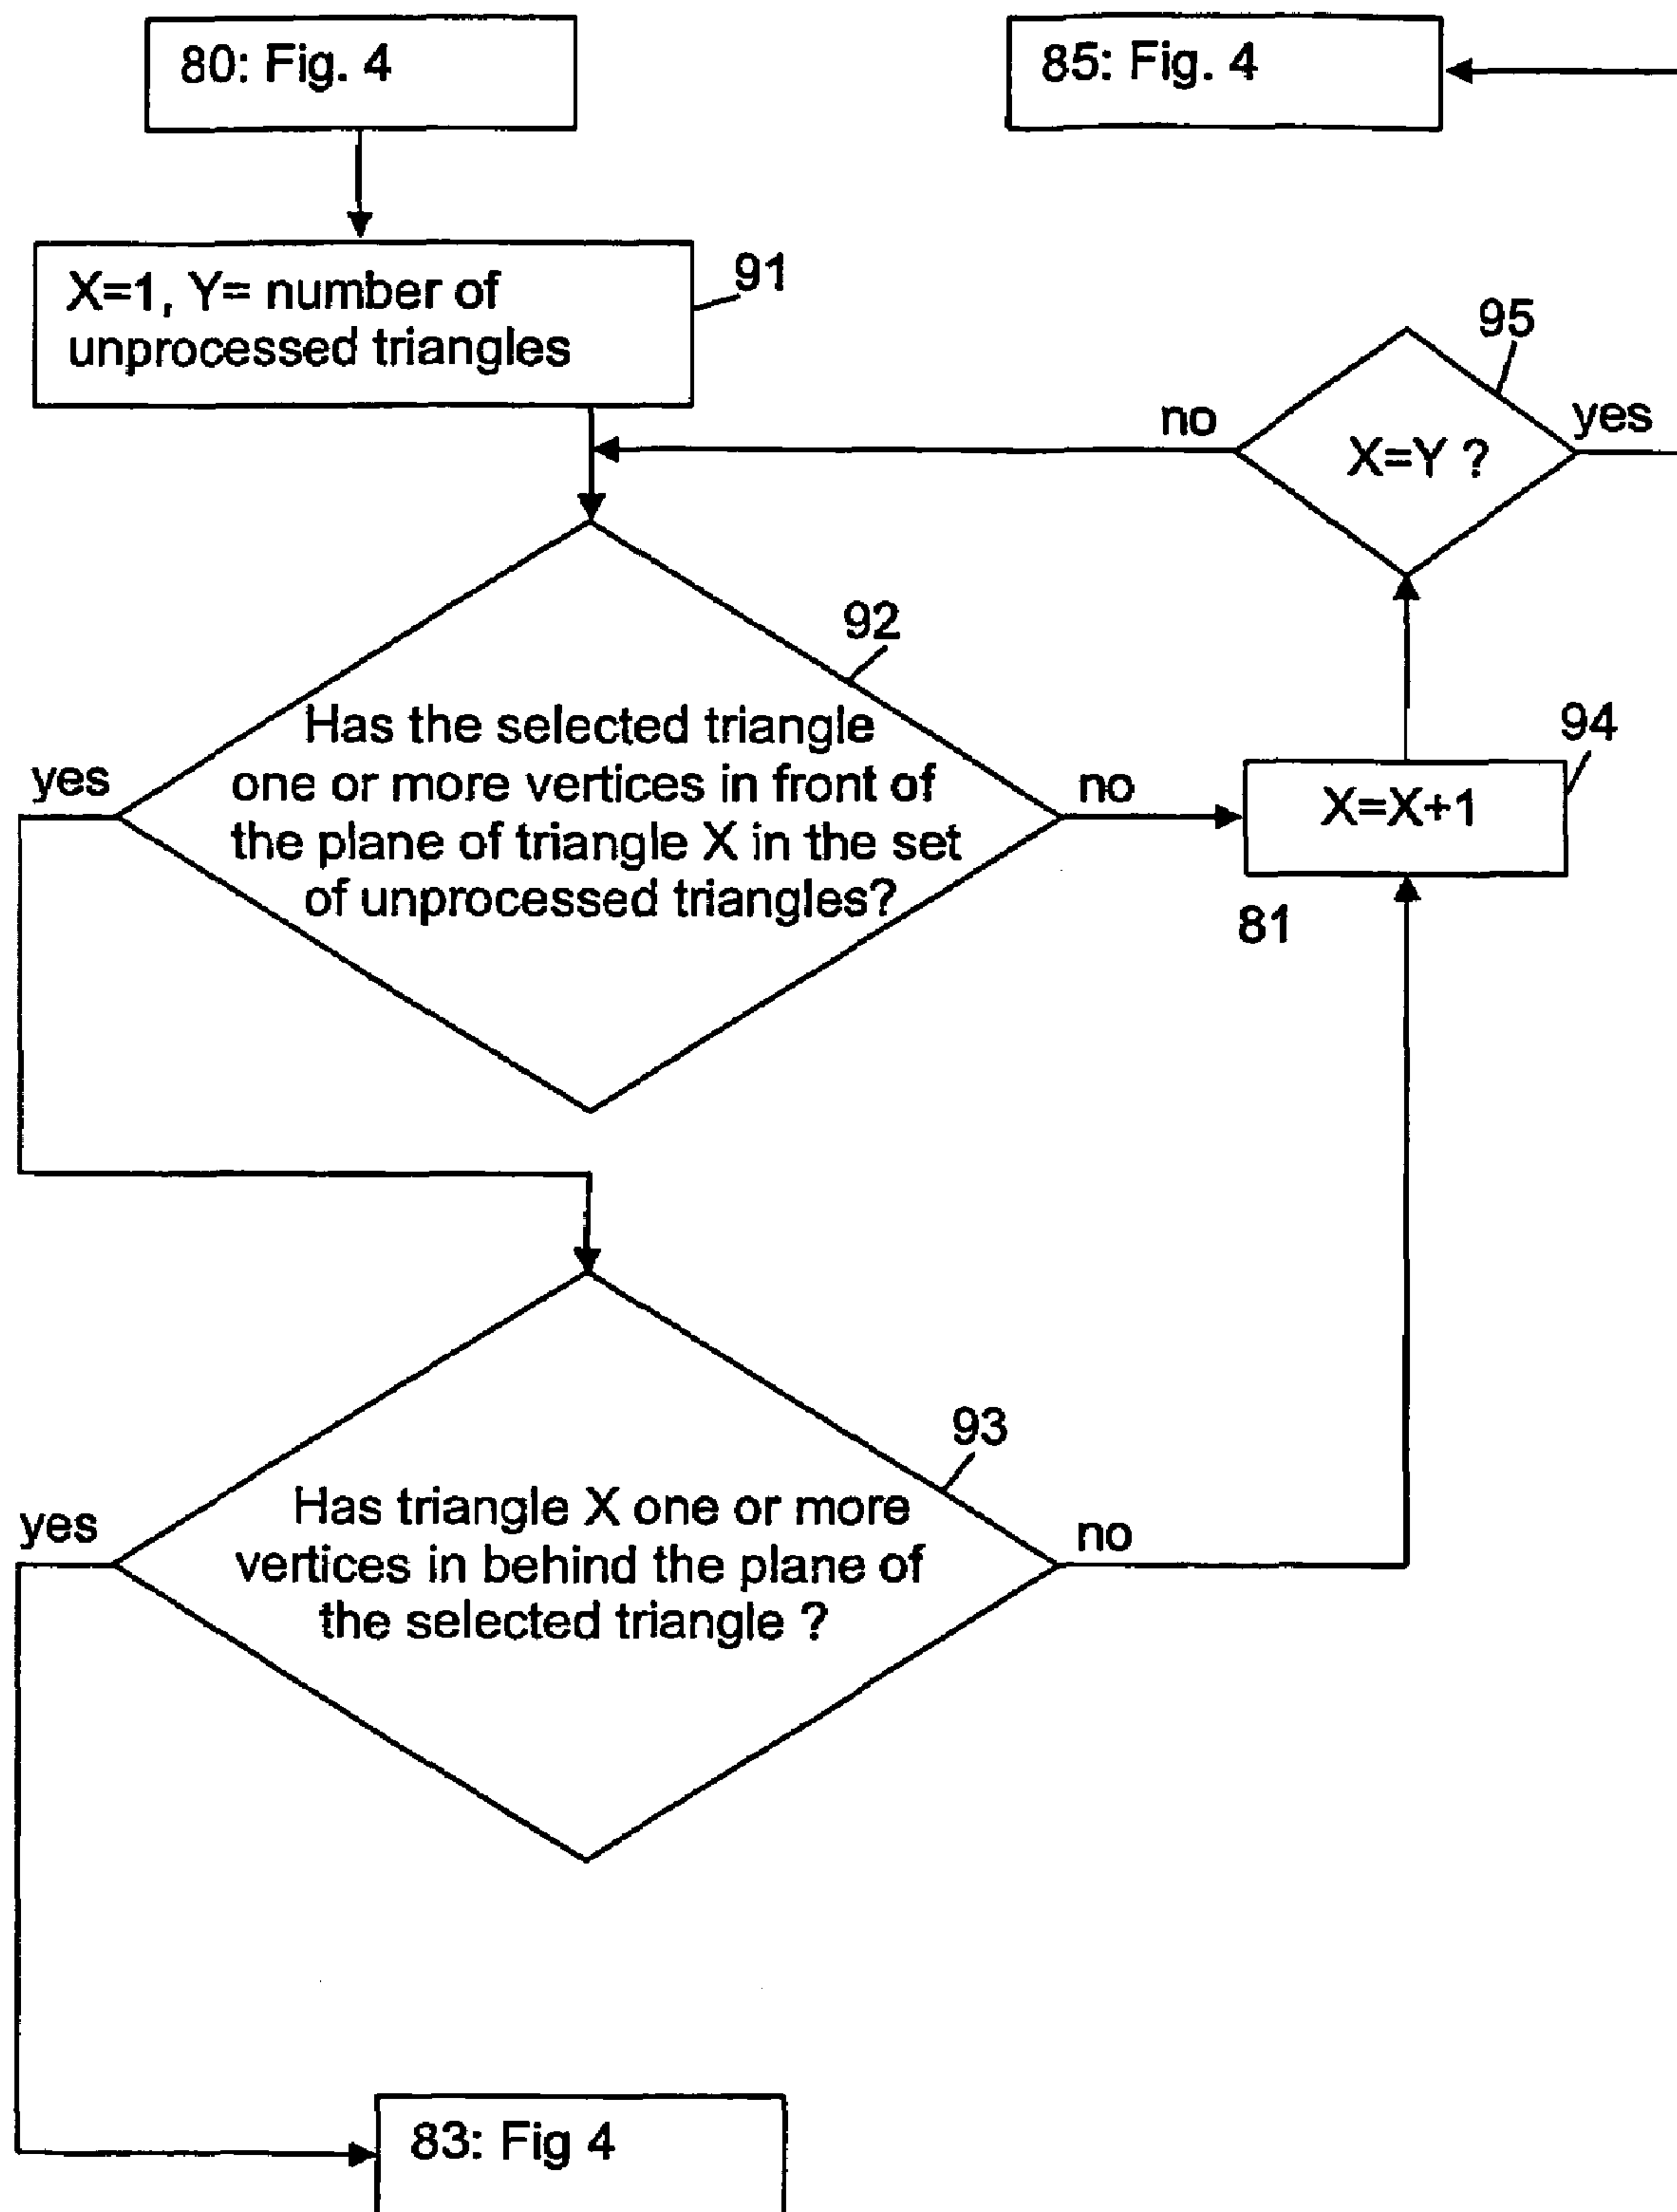 80: Fig. 4
85: Fig. 4
X=1, Y= number of
unprocessed triangles
91
95
no
X=Y ?
yes
92
Has the selected triangle
one or more vertices in front of
the plane of triangle X in the set
of unprocessed triangles?
yes
no
94
X=X+1
81
93
Has triangle X one or more
vertices in behind the plane of
the selected triangle ?
yes
no
83: Fig 4